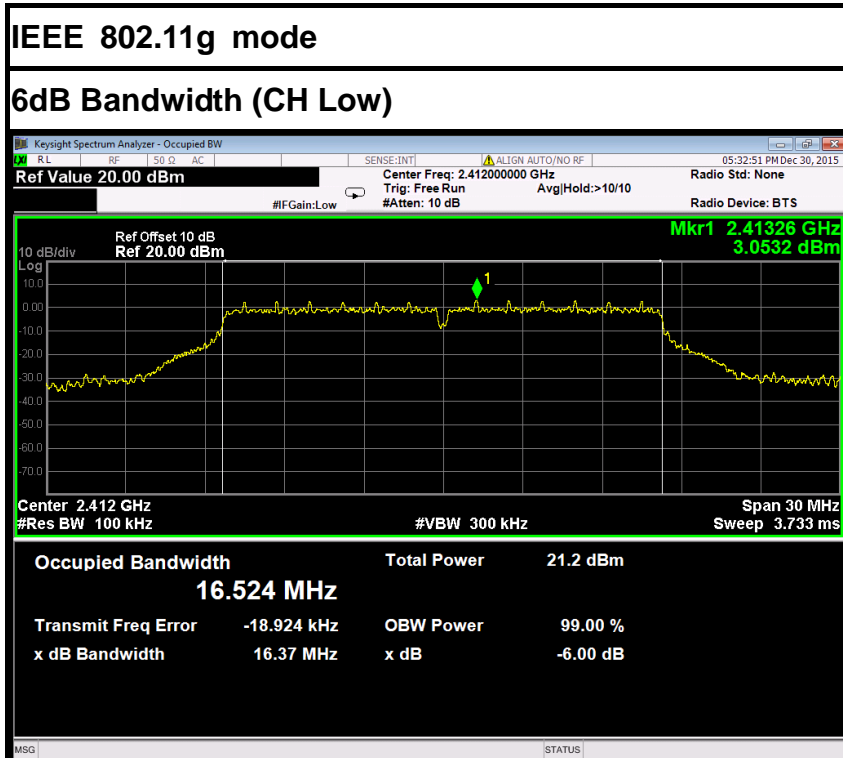 IEEE 802.11g mode
6dB Bandwidth (CH Low)
Keysight Spectrum Analyzer - Occupied BW
LXI RL RF 50 Ω AC SENSE:INT ALIGN AUTO/NO RF 05:32:51 PM Dec 30, 2015
Ref Value 20.00 dBm Center Freq: 2.412000000 GHz Radio Std: None
Trig: Free Run Avg|Hold:>10/10
#IFGain:Low #Atten: 10 dB Radio Device: BTS
Mkr1 2.41326 GHz
Ref Offset 10 dB
10 dB/div Ref 20.00 dBm 3.0532 dBm
Log
1
10.0
0.00
-10.0
-20.0
-30.0
-40.0
-50.0
-60.0
-70.0
Center 2.412 GHz Span 30 MHz
#Res BW 100 kHz #VBW 300 kHz Sweep 3.733 ms
Occupied Bandwidth Total Power 21.2 dBm
16.524 MHz
Transmit Freq Error -18.924 kHz OBW Power 99.00 %
x dB Bandwidth 16.37 MHz x dB -6.00 dB
MSG STATUS